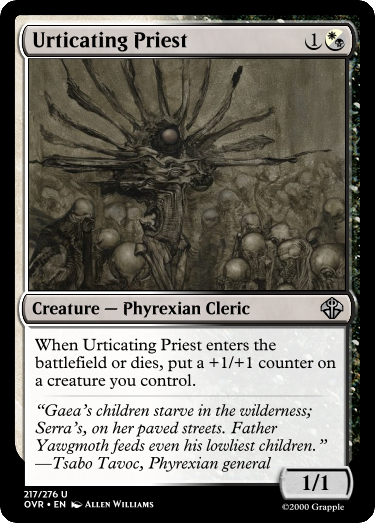 Urticating Priest 1
Creature — Phyrexian Cleric
When Urticating Priest enters the
battlefield or dies, put a +1/+1 counter on
a creature you control.
“Gaea’s children starve in the wilderness;
Serra’s, on her paved streets. Father
Yawgmoth feeds even his lowliest children.”
—Tsabo Tavoc, Phyrexian general
1/1
217/276 U
OVR • EN Allen Williams
©2000 Grapple